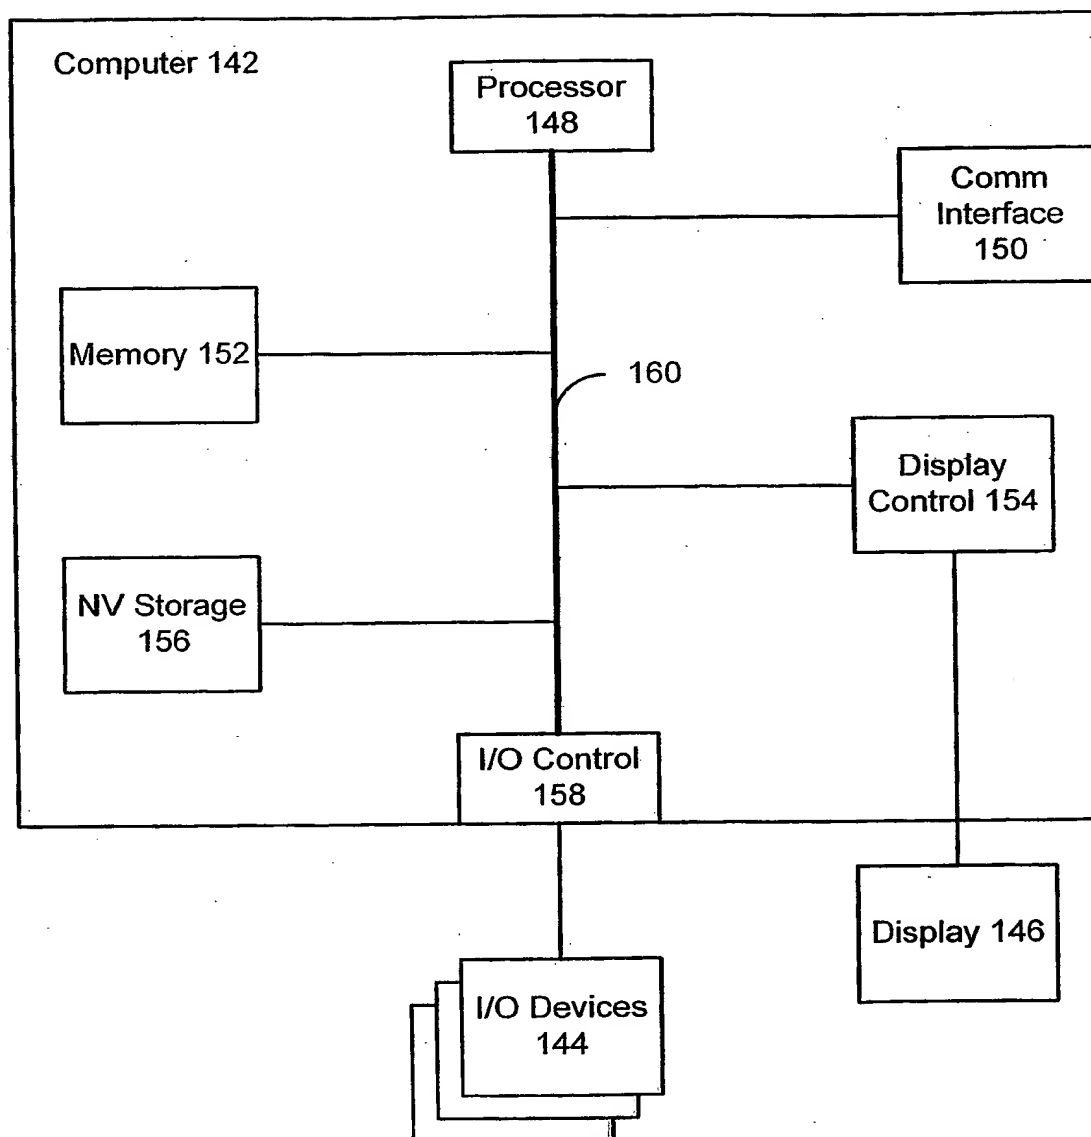 Computer 142
Processor
148
Comm
Interface
150
Memory 152
160
Display
Control 154
NV Storage
156
I/O Control
158
Display 146
I/O Devices
144